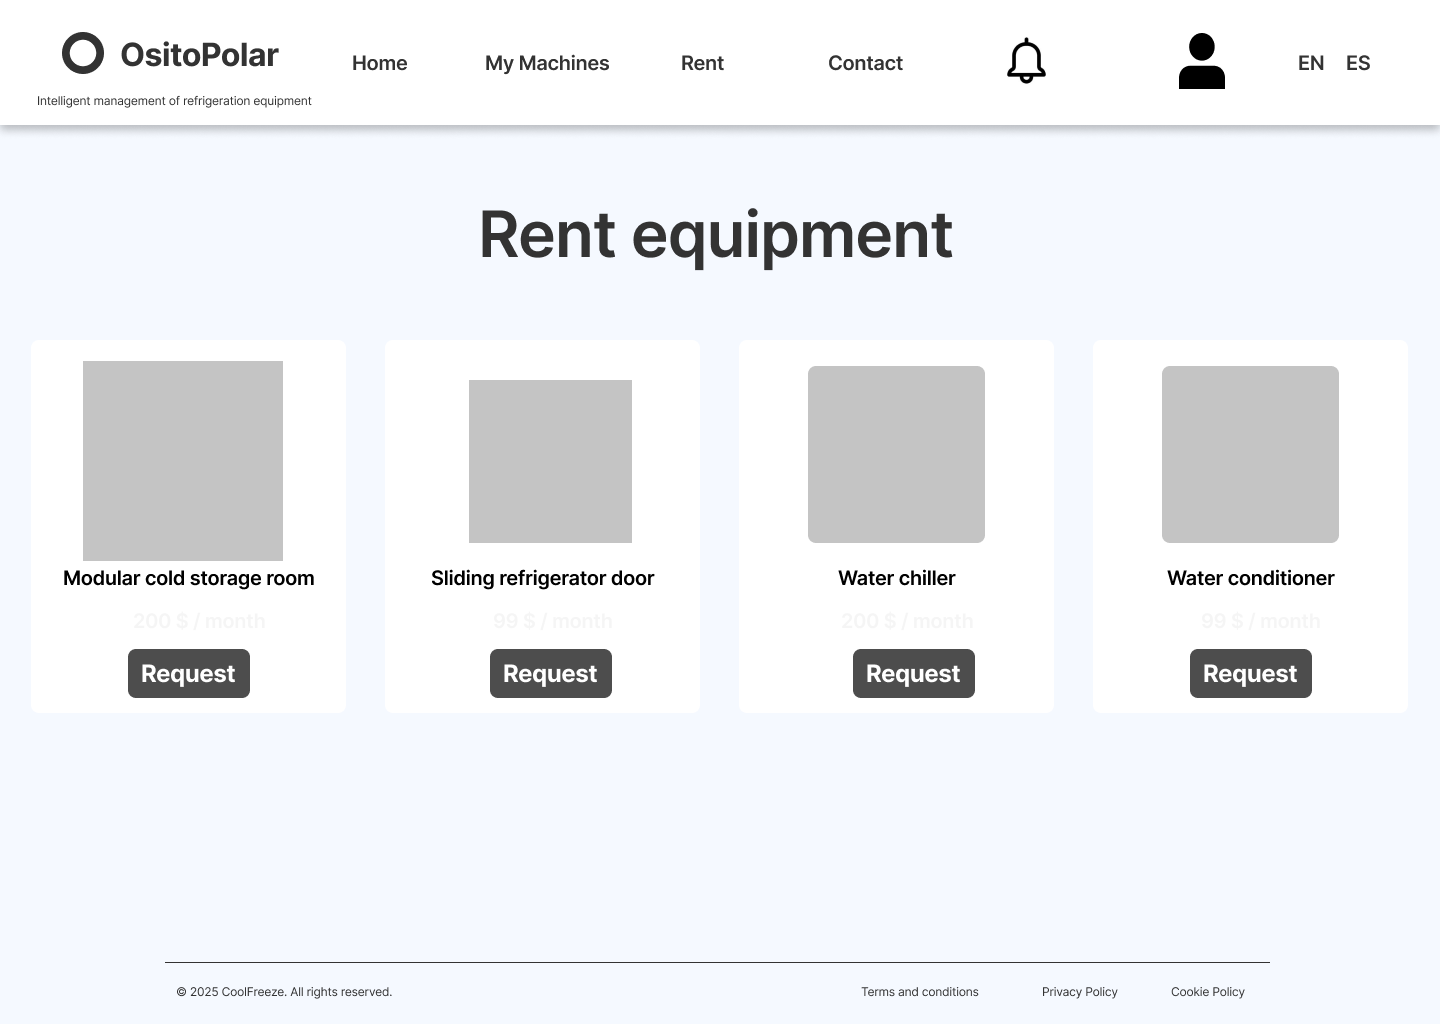 OsitoPolar
Intelligent management of refrigeration equipment
Home
My Machines
Rent
Contact
EN
ES
Rent equipment
Modular cold storage room
200 $ / month
Request
Sliding refrigerator door
99 $ / month
Request
Water chiller
200 $ / month
Request
Water conditioner
99 $ / month
Request
© 2025 CoolFreeze. All rights reserved.
Terms and conditions
Privacy Policy
Cookie Policy